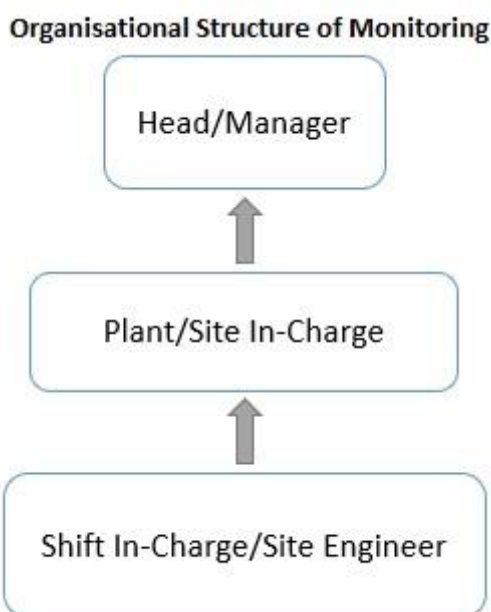 Organisational Structure of Monitoring
Head/Manager
Plant/Site In-Charge
Shift In-Charge/Site Engineer